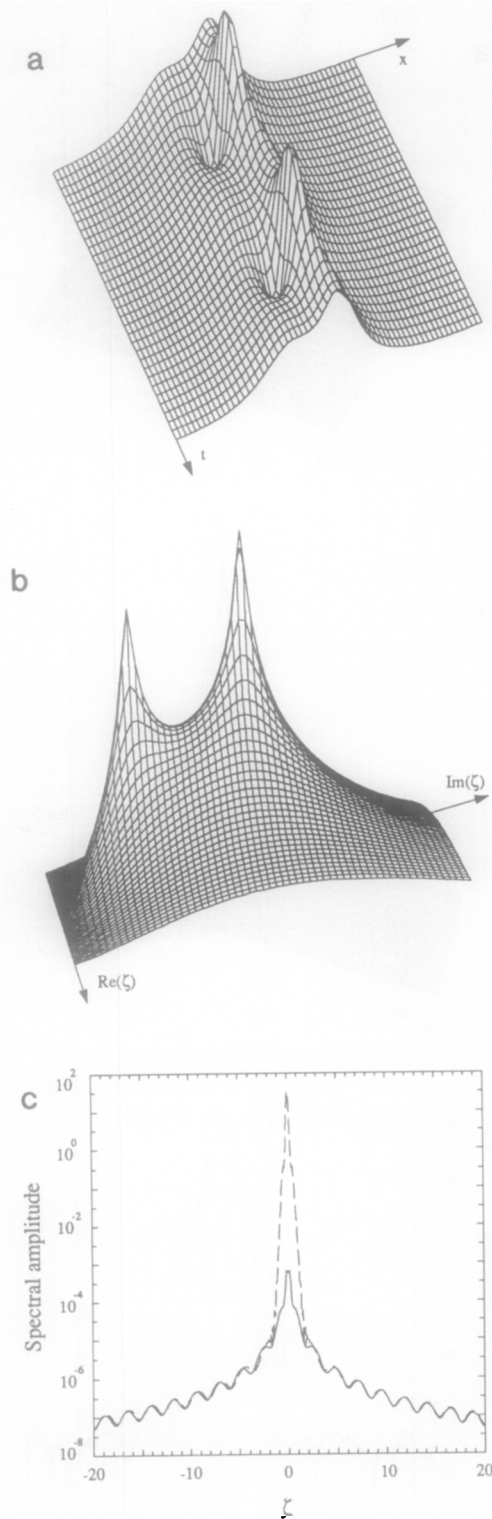 a
x
t
b
Im(ζ)
Re(ζ)
c
10²
10⁰
10⁻²
10⁻⁴
10⁻⁶
10⁻⁸
Spectral amplitude
-20 -10 0 10 20
ζ